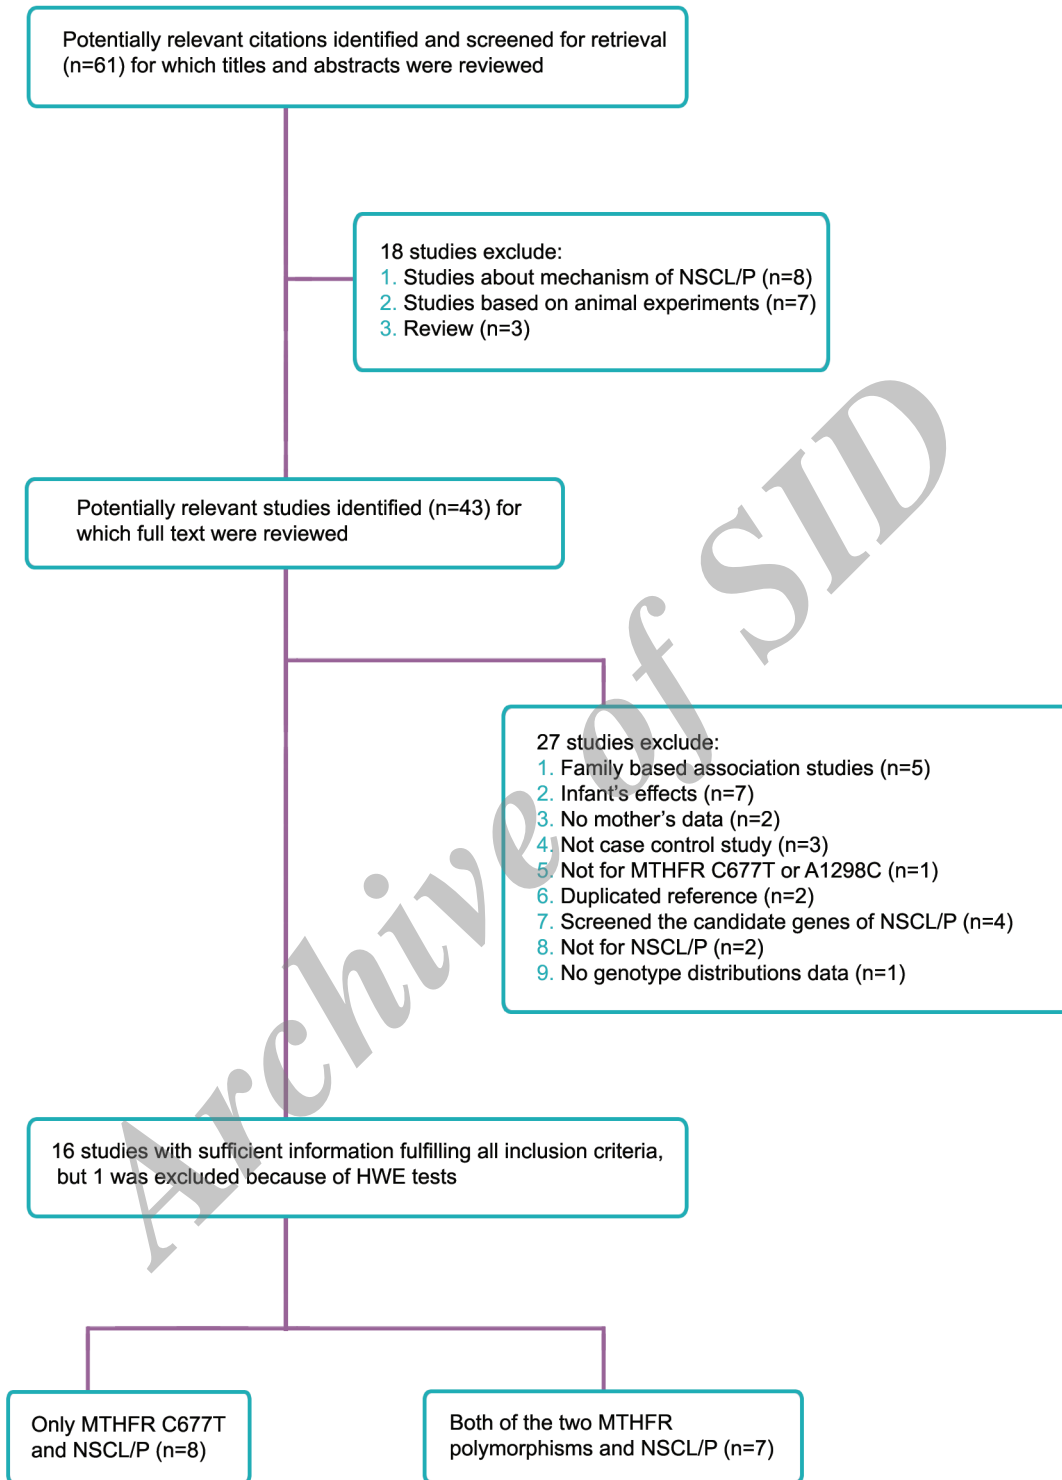 Potentially relevant citations identified and screened for retrieval
(n=61) for which titles and abstracts were reviewed
18 studies exclude:
1. Studies about mechanism of NSCL/P (n=8)
2. Studies based on animal experiments (n=7)
3. Review (n=3)
Potentially relevant studies identified (n=43) for
which full text were reviewed
27 studies exclude:
1. Family based association studies (n=5)
2. Infant's effects (n=7)
3. No mother's data (n=2)
4. Not case control study (n=3)
5. Not for MTHFR C677T or A1298C (n=1)
6. Duplicated reference (n=2)
7. Screened the candidate genes of NSCL/P (n=4)
8. Not for NSCL/P (n=2)
9. No genotype distributions data (n=1)
16 studies with sufficient information fulfilling all inclusion criteria,
but 1 was excluded because of HWE tests
Only MTHFR C677T
and NSCL/P (n=8)
Both of the two MTHFR
polymorphisms and NSCL/P (n=7)
Archive of SID